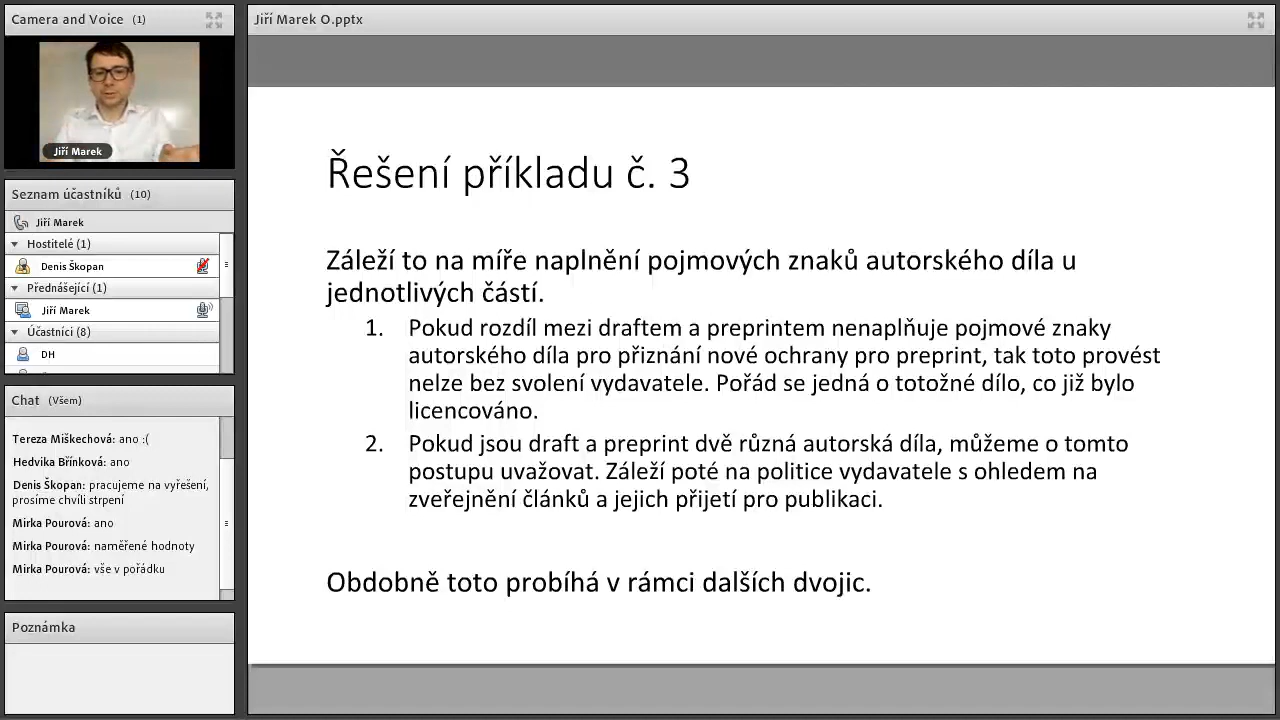 Camera and Voice (1)
Jiří Marek
Seznam účastníků (10)
Jiří Marek
Hostitelé (1)
Denis Škopan
Přednášející (1)
Jiří Marek
Účastníci (8)
DH
Chat (Všem)
Tereza Miškechová: ano :(
Hedvika Břínková: ano
Denis Škopan: pracujeme na vyřešení,
prosíme chvíli strpení
Mirka Pourová: ano
Mirka Pourová: naměřené hodnoty
Mirka Pourová: vše v pořádku
Poznámka
Jiří Marek O.pptx
Řešení příkladu č. 3
Záleží to na míře naplnění pojmových znaků autorského díla u
jednotlivých částí.
1. Pokud rozdíl mezi draftem a preprintem nenaplňuje pojmové znaky
autorského díla pro přiznání nové ochrany pro preprint, tak toto provést
nelze bez svolení vydavatele. Pořád se jedná o totožné dílo, co již bylo
licencováno.
2. Pokud jsou draft a preprint dvě různá autorská díla, můžeme o tomto
postupu uvažovat. Záleží poté na politice vydavatele s ohledem na
zveřejnění článků a jejich přijetí pro publikaci.
Obdobně toto probíhá v rámci dalších dvojic.